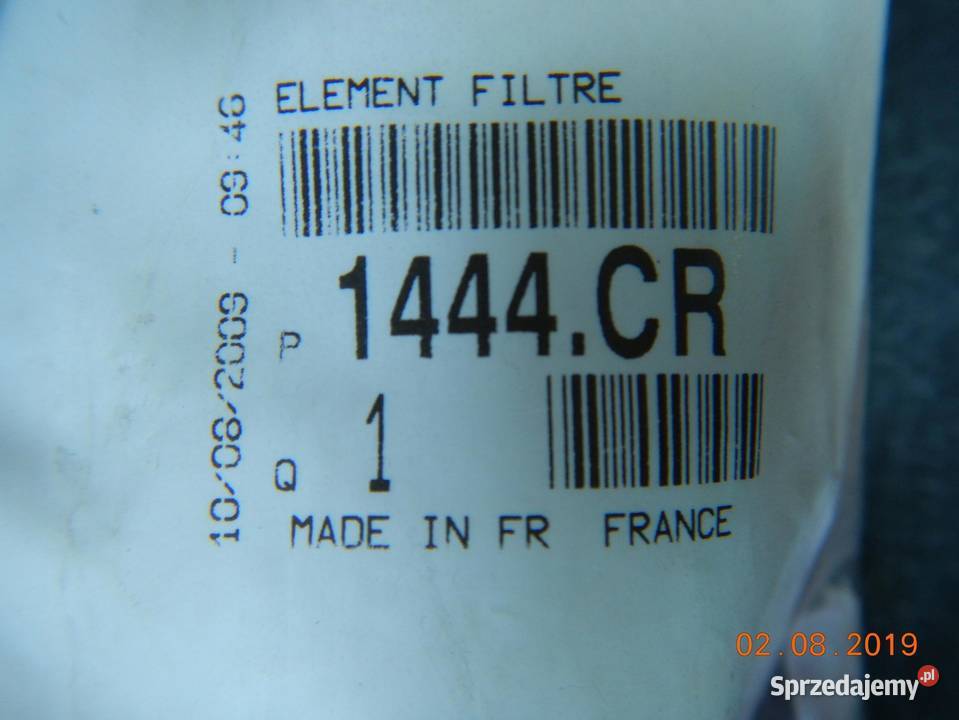 ELEMENT FILTRE
10/08/2009 - 09:46
P 1444.CR
Q 1
MADE IN FR FRANCE
02.08.2019
Sprzedajemy.pl